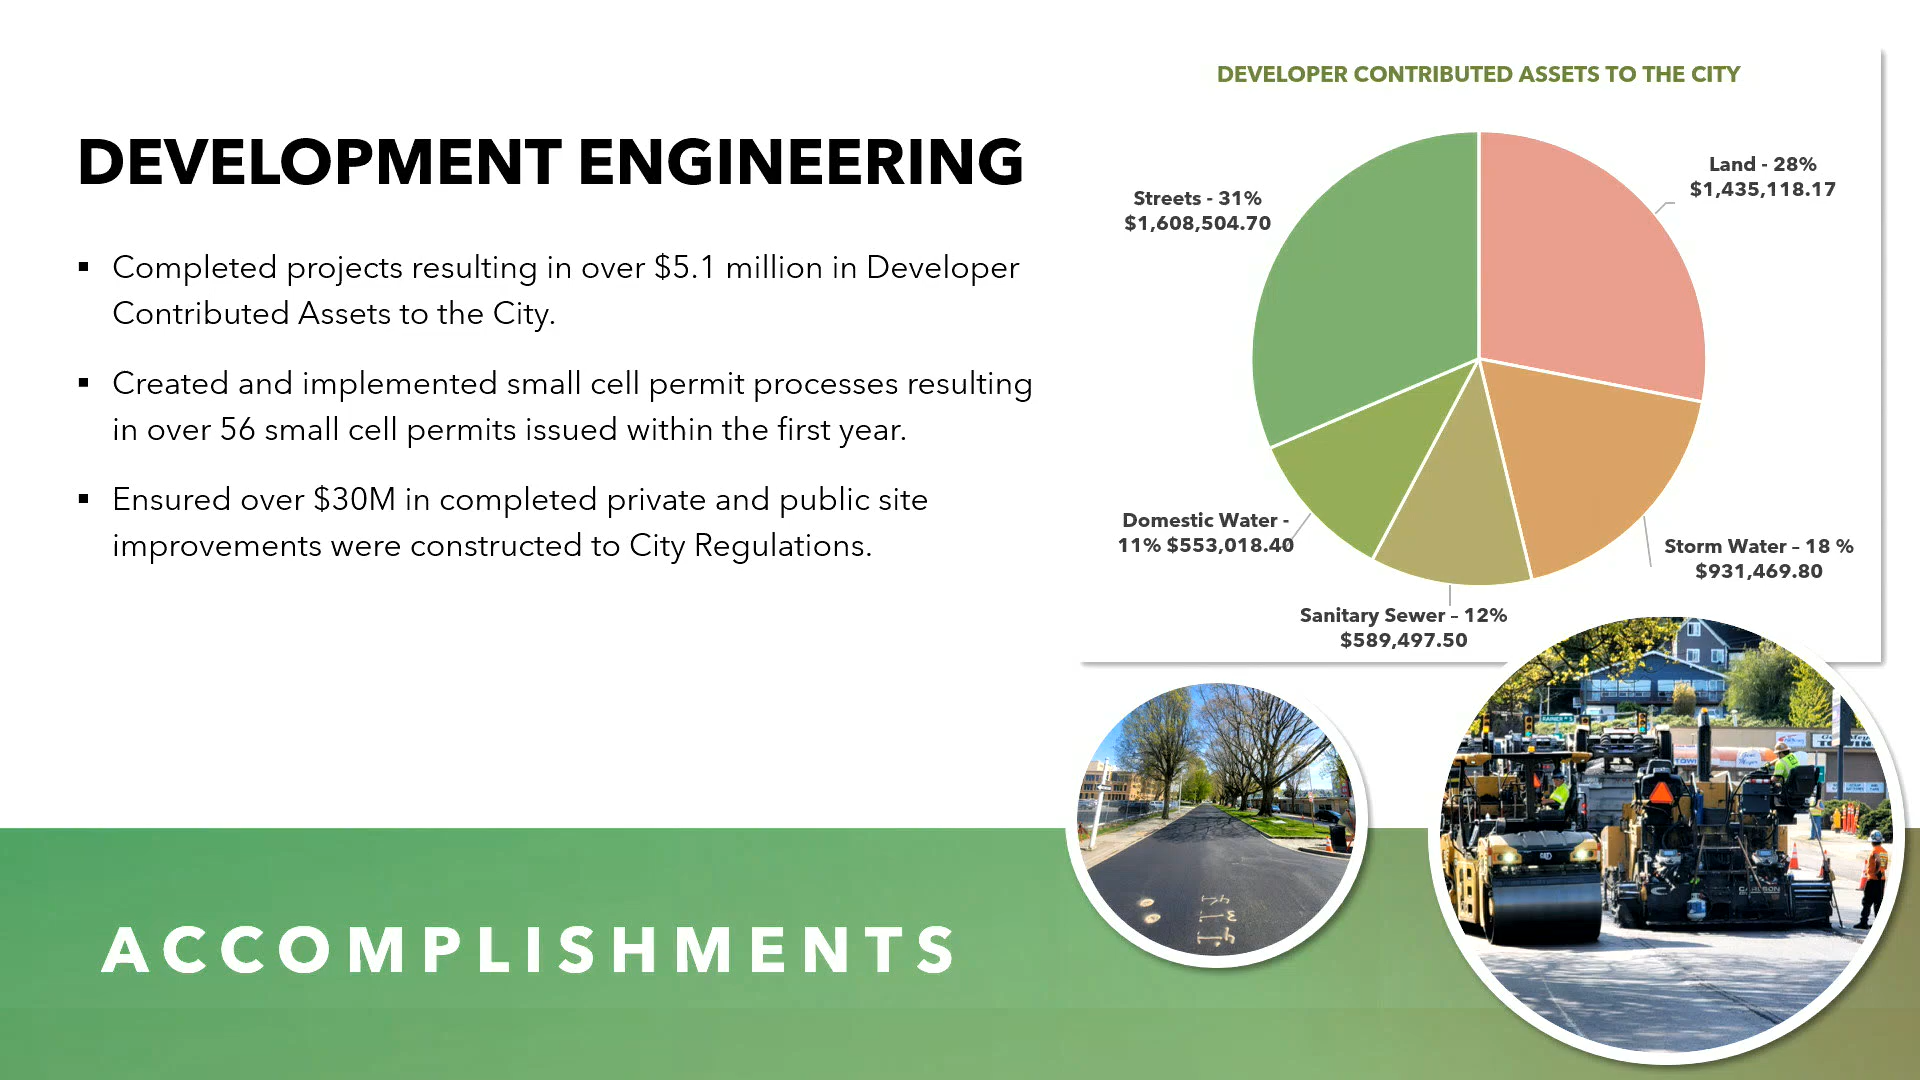 DEVELOPMENT ENGINEERING
▪ Completed projects resulting in over $5.1 million in Developer
Contributed Assets to the City.
▪ Created and implemented small cell permit processes resulting
in over 56 small cell permits issued within the first year.
▪ Ensured over $30M in completed private and public site
improvements were constructed to City Regulations.
DEVELOPER CONTRIBUTED ASSETS TO THE CITY
Streets - 31%
$1,608,504.70
Land - 28%
$1,435,118.17
Domestic Water -
11% $553,018.40
Storm Water – 18 %
$931,469.80
Sanitary Sewer – 12%
$589,497.50
ACCOMPLISHMENTS
RAINIER
CAT
CARLSON